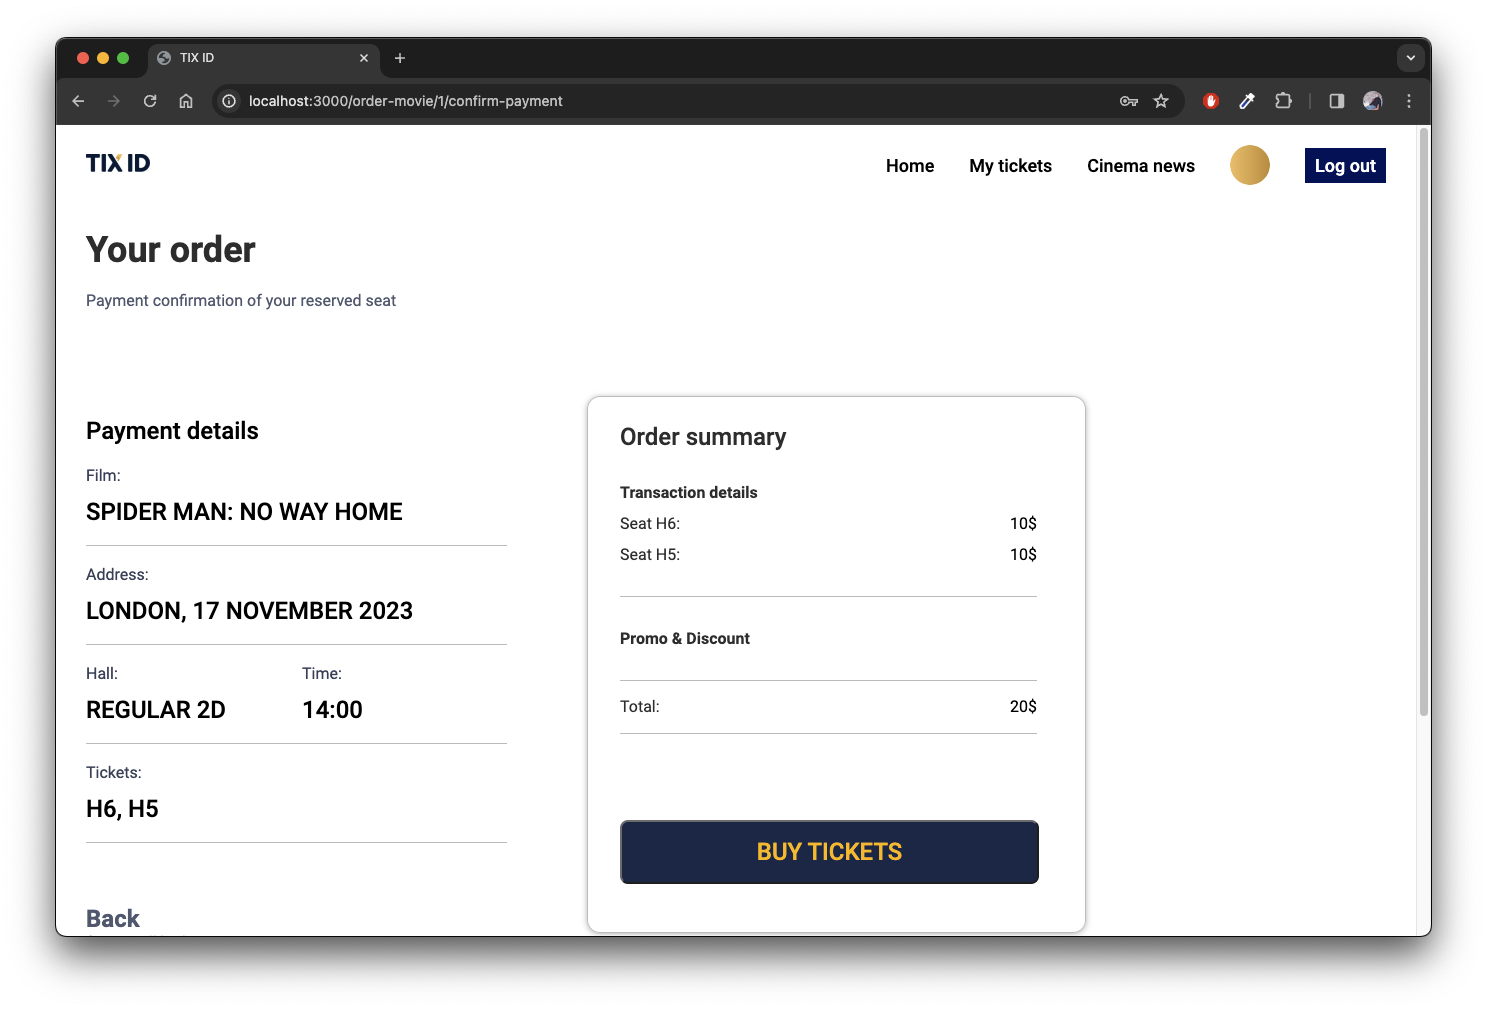 TIX ID
localhost:3000/order-movie/1/confirm-payment
TIX ID
Home
My tickets
Cinema news
Log out
Your order
Payment confirmation of your reserved seat
Payment details
Film:
SPIDER MAN: NO WAY HOME
Address:
LONDON, 17 NOVEMBER 2023
Hall:
Time:
REGULAR 2D
14:00
Tickets:
H6, H5
Back
Order summary
Transaction details
Seat H6: 10$
Seat H5: 10$
Promo & Discount
Total: 20$
BUY TICKETS